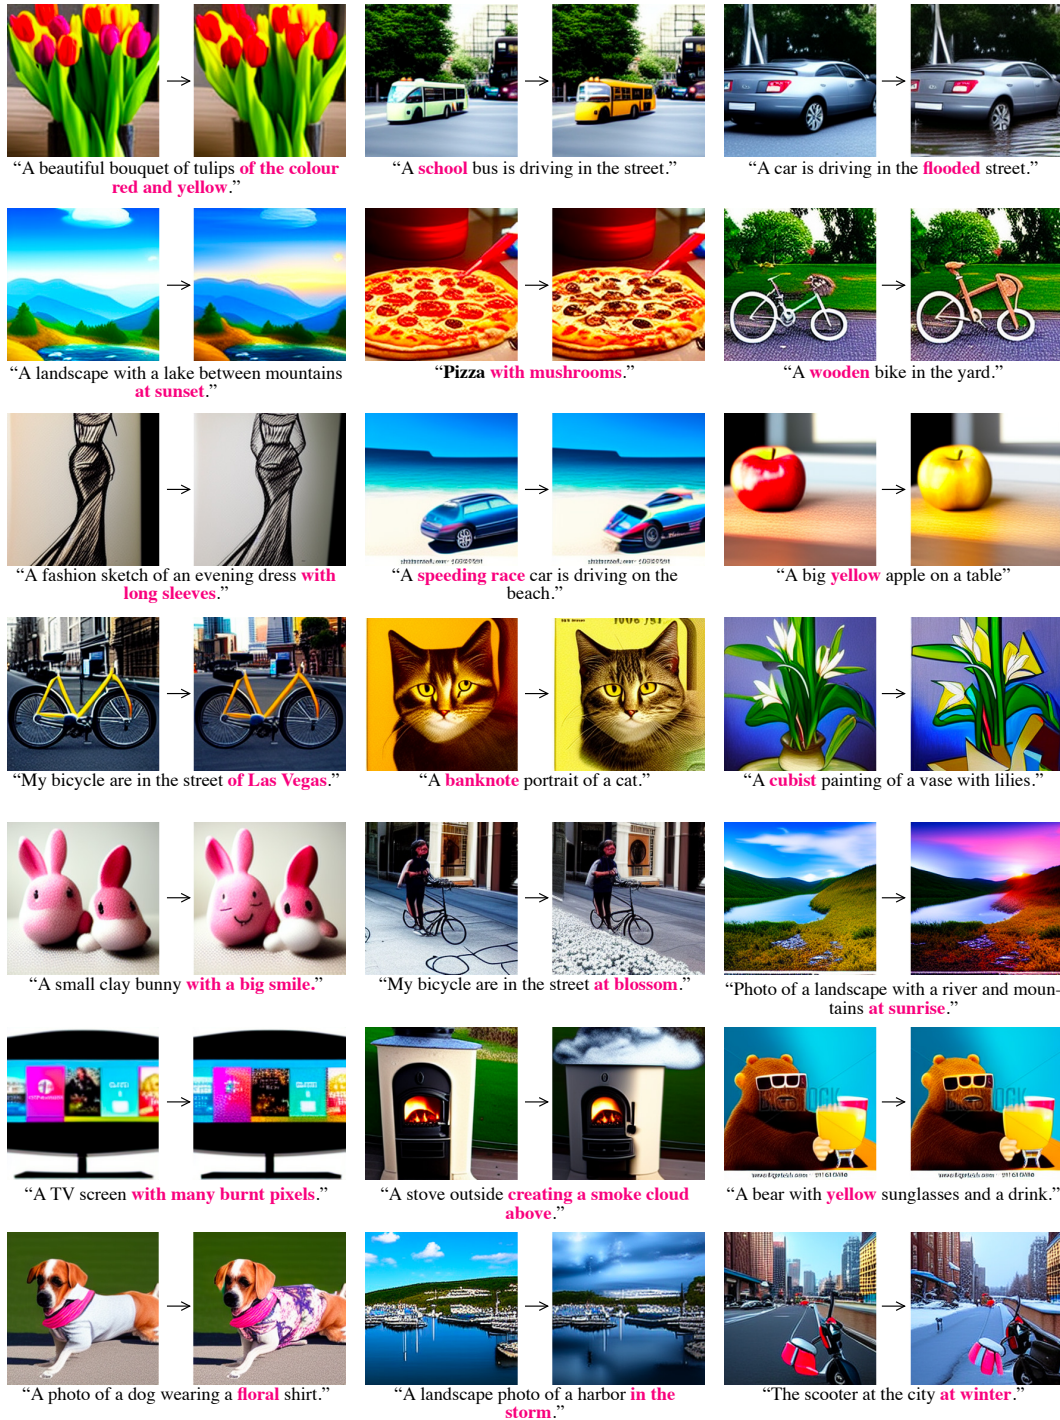 “A beautiful bouquet of tulips of the colour
red and yellow.”
“A school bus is driving in the street.”
“A car is driving in the flooded street.”
“A landscape with a lake between mountains
at sunset.”
“Pizza with mushrooms.”
“A wooden bike in the yard.”
“A fashion sketch of an evening dress with
long sleeves.”
“A speeding race car is driving on the
beach.”
“A big yellow apple on a table”
“My bicycle are in the street of Las Vegas.”
“A banknote portrait of a cat.”
“A cubist painting of a vase with lilies.”
“A small clay bunny with a big smile.”
“My bicycle are in the street at blossom.”
“Photo of a landscape with a river and moun-
tains at sunrise.”
“A TV screen with many burnt pixels.”
“A stove outside creating a smoke cloud
above.”
“A bear with yellow sunglasses and a drink.”
“A photo of a dog wearing a floral shirt.”
“A landscape photo of a harbor in the
storm.”
“The scooter at the city at winter.”